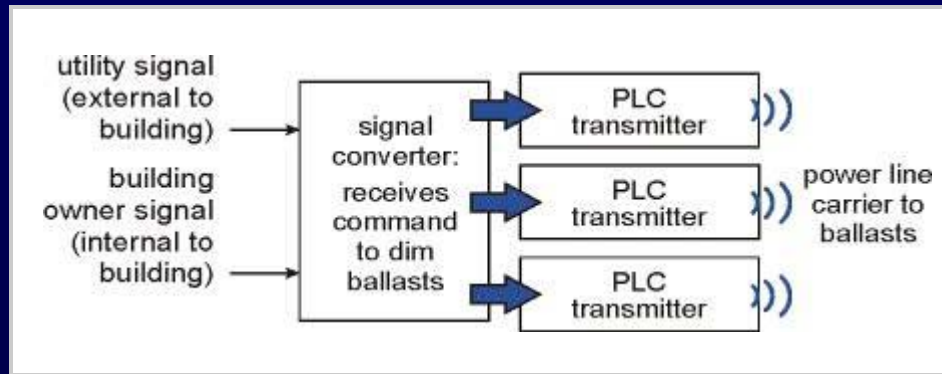 utility signal
(external to
building)
building
owner signal
(internal to
building)
signal
converter:
receives
command
to dim
ballasts
PLC
transmitter
PLC
transmitter
PLC
transmitter
power line
carrier to
ballasts